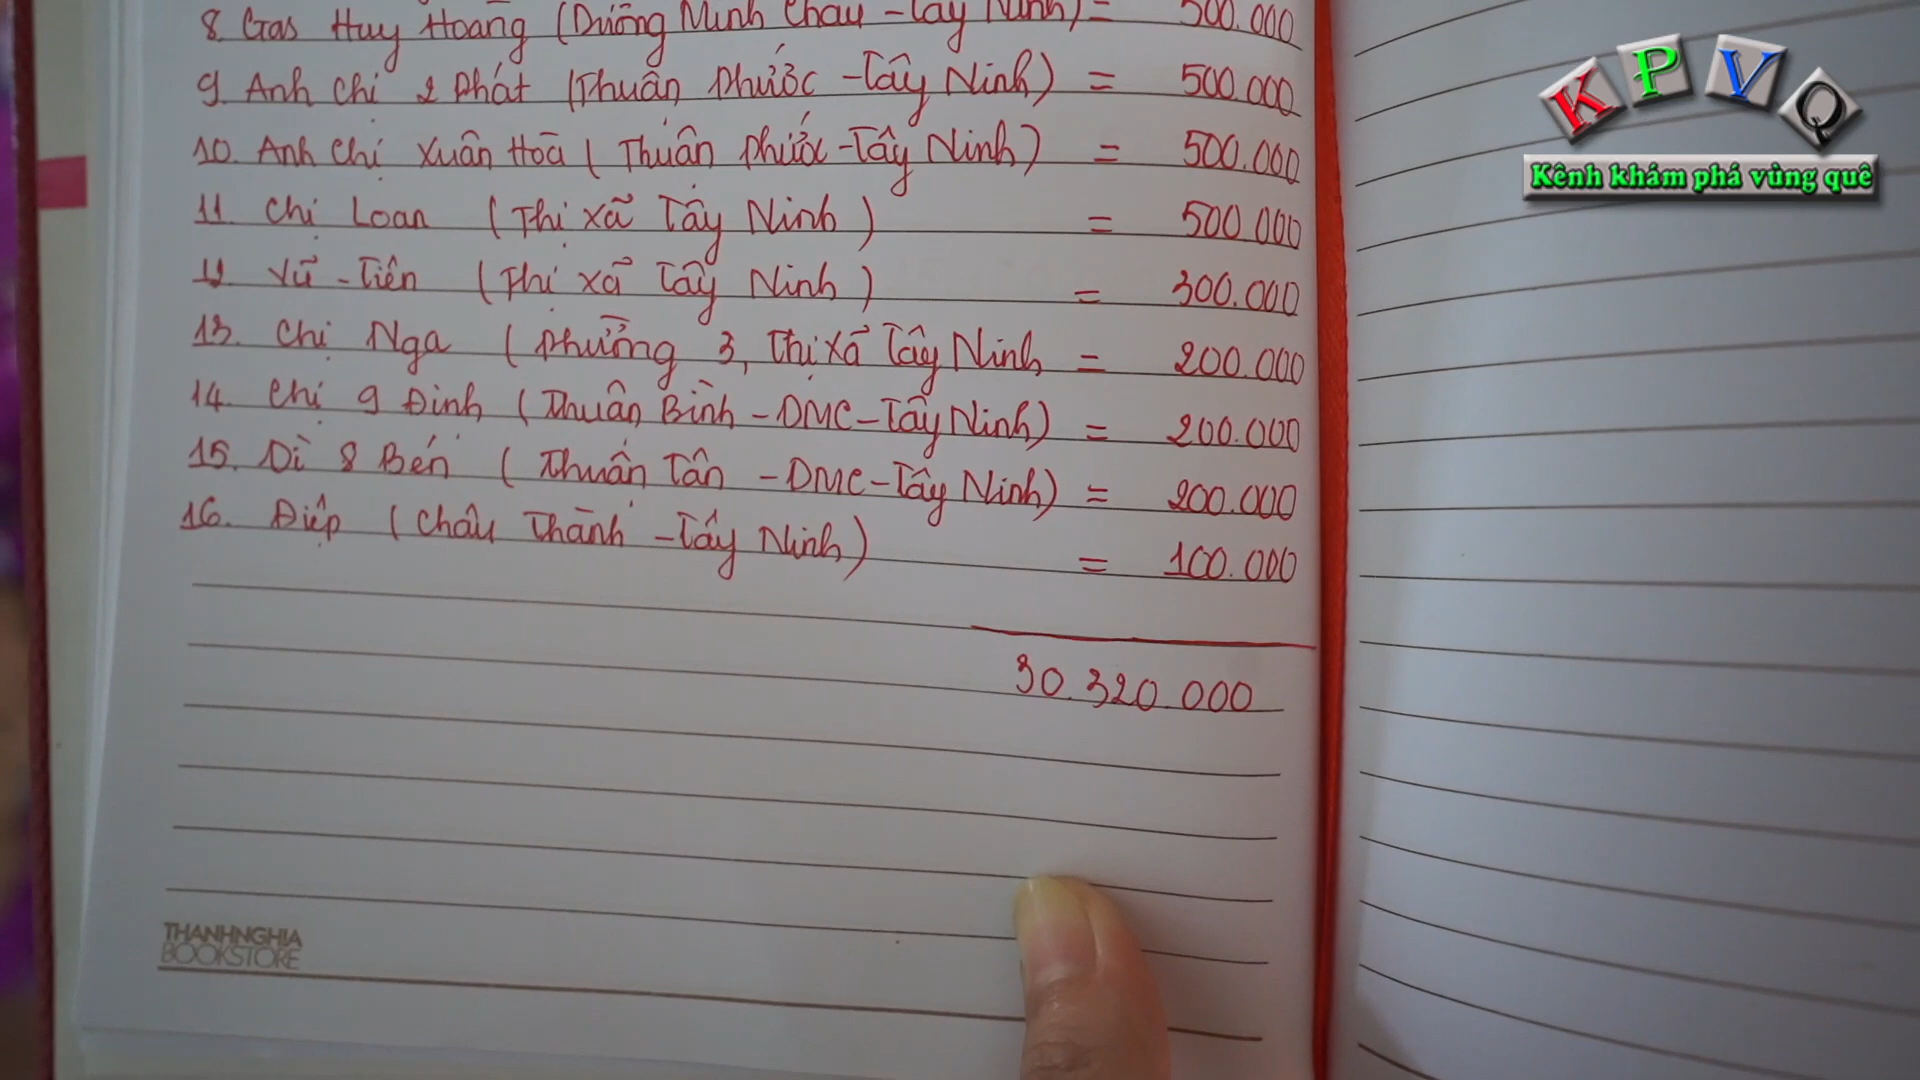 8. Gas Huy Hoàng (Dương Minh Châu - Tây Ninh) = 500.000
9. Anh Chị 2 Phát (Thuận Phước - Tây Ninh) = 500.000
10. Anh Chị Xuân Hòa (Thuận Phước - Tây Ninh) = 500.000
11. Chị Loan (Thị Xã Tây Ninh) = 500.000
12. Vũ - Tiên (Thị Xã Tây Ninh) = 300.000
13. Chị Nga (Phường 3, Thị Xã Tây Ninh = 200.000
14. Chị 9 Đinh (Thuận Bình - DMC - Tây Ninh) = 200.000
15. Dì 8 Bến (Thuận Tân - DMC - Tây Ninh) = 200.000
16. Điệp (Châu Thành - Tây Ninh) = 100.000
30.320.000
THANHNGHIA
BOOKSTORE
KPVQ
Kênh khám phá vùng quê